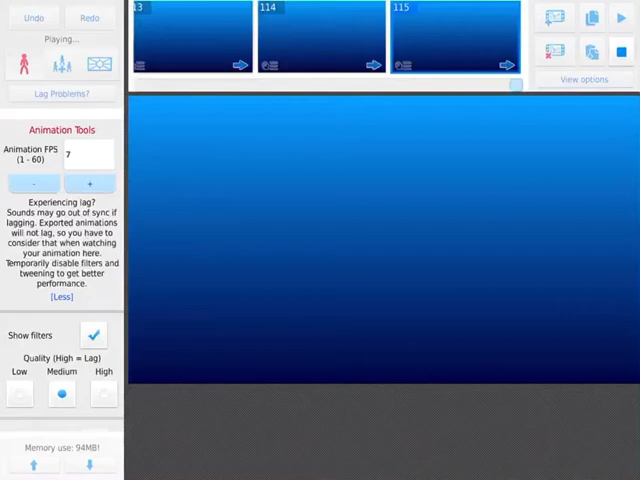 Undo Redo
Playing...
Lag Problems?
13 114 115
View options
Animation Tools
Animation FPS
(1 - 60)
7
- +
Experiencing lag?
Sounds may go out of sync if
lagging. Exported animations
will not lag, so you have to
consider that when watching
your animation here.
Temporarily disable filters and
tweening to get better
performance.
[Less]
Show filters
Quality (High = Lag)
Low Medium High
Memory use: 94MB!